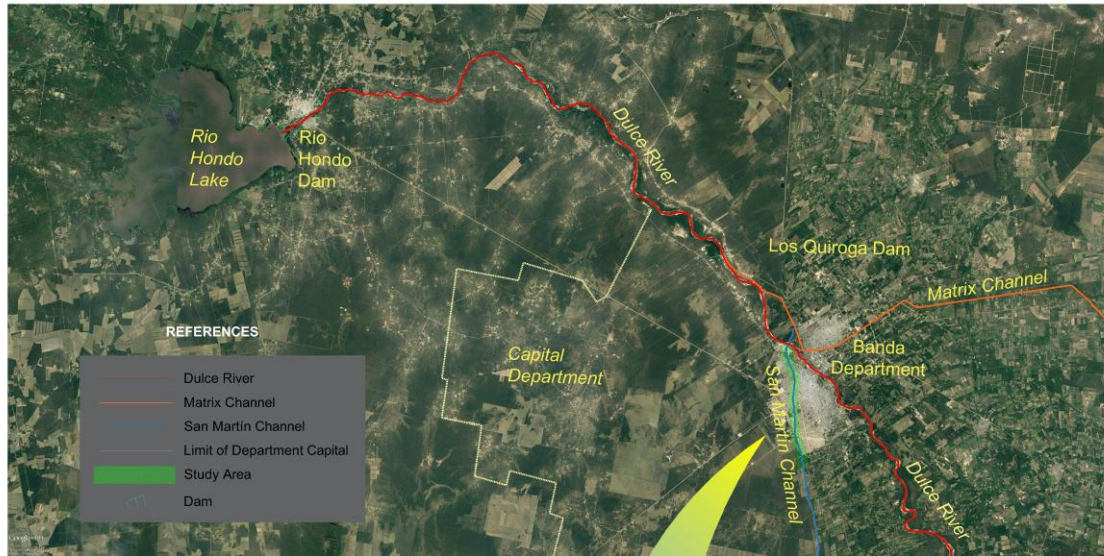 Rio
Hondo
Lake
Rio
Hondo
Dam
Dulce River
Los Quiroga Dam
Matrix Channel
Banda
Department
Capital
Department
San Martín Channel
Dulce River
REFERENCES
Dulce River
Matrix Channel
San Martín Channel
Limit of Department Capital
Study Area
Dam